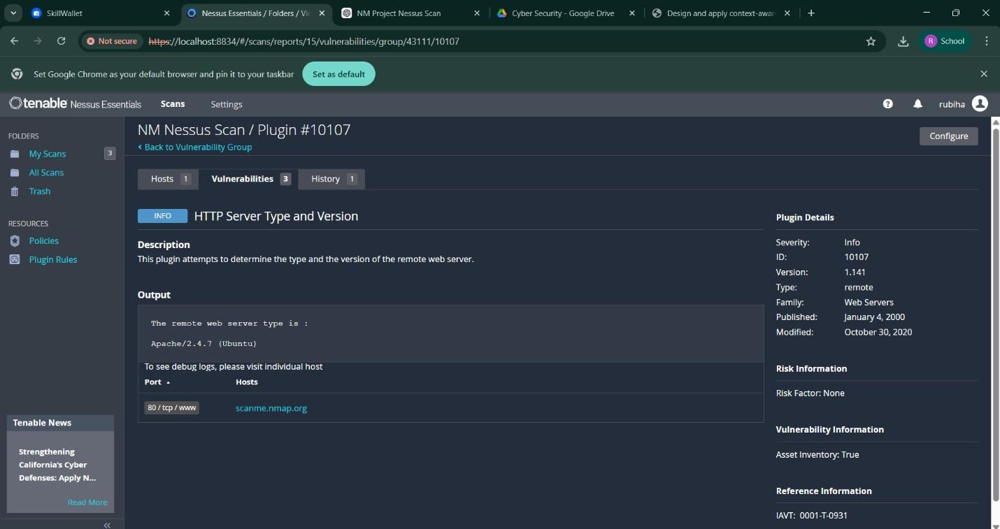 SkillWallet
Nessus Essentials / Folders / Vie
NM Project Nessus Scan
Cyber Security - Google Drive
Design and apply context-awar
Not secure https://localhost:8834/#/scans/reports/15/vulnerabilities/group/43111/10107
R School
Set Google Chrome as your default browser and pin it to your taskbar Set as default
tenable Nessus Essentials Scans Settings rubiha
FOLDERS
My Scans 3
All Scans
Trash
RESOURCES
Policies
Plugin Rules
Tenable News
Strengthening
California's Cyber
Defenses: Apply N...
Read More
NM Nessus Scan / Plugin #10107
Configure
Back to Vulnerability Group
Hosts 1 Vulnerabilities 3 History 1
INFO HTTP Server Type and Version
Description
This plugin attempts to determine the type and the version of the remote web server.
Output
The remote web server type is :
Apache/2.4.7 (Ubuntu)
To see debug logs, please visit individual host
Port Hosts
80 / tcp / www scanme.nmap.org
Plugin Details
Severity: Info
ID: 10107
Version: 1.141
Type: remote
Family: Web Servers
Published: January 4, 2000
Modified: October 30, 2020
Risk Information
Risk Factor: None
Vulnerability Information
Asset Inventory: True
Reference Information
IAVT: 0001-T-0931